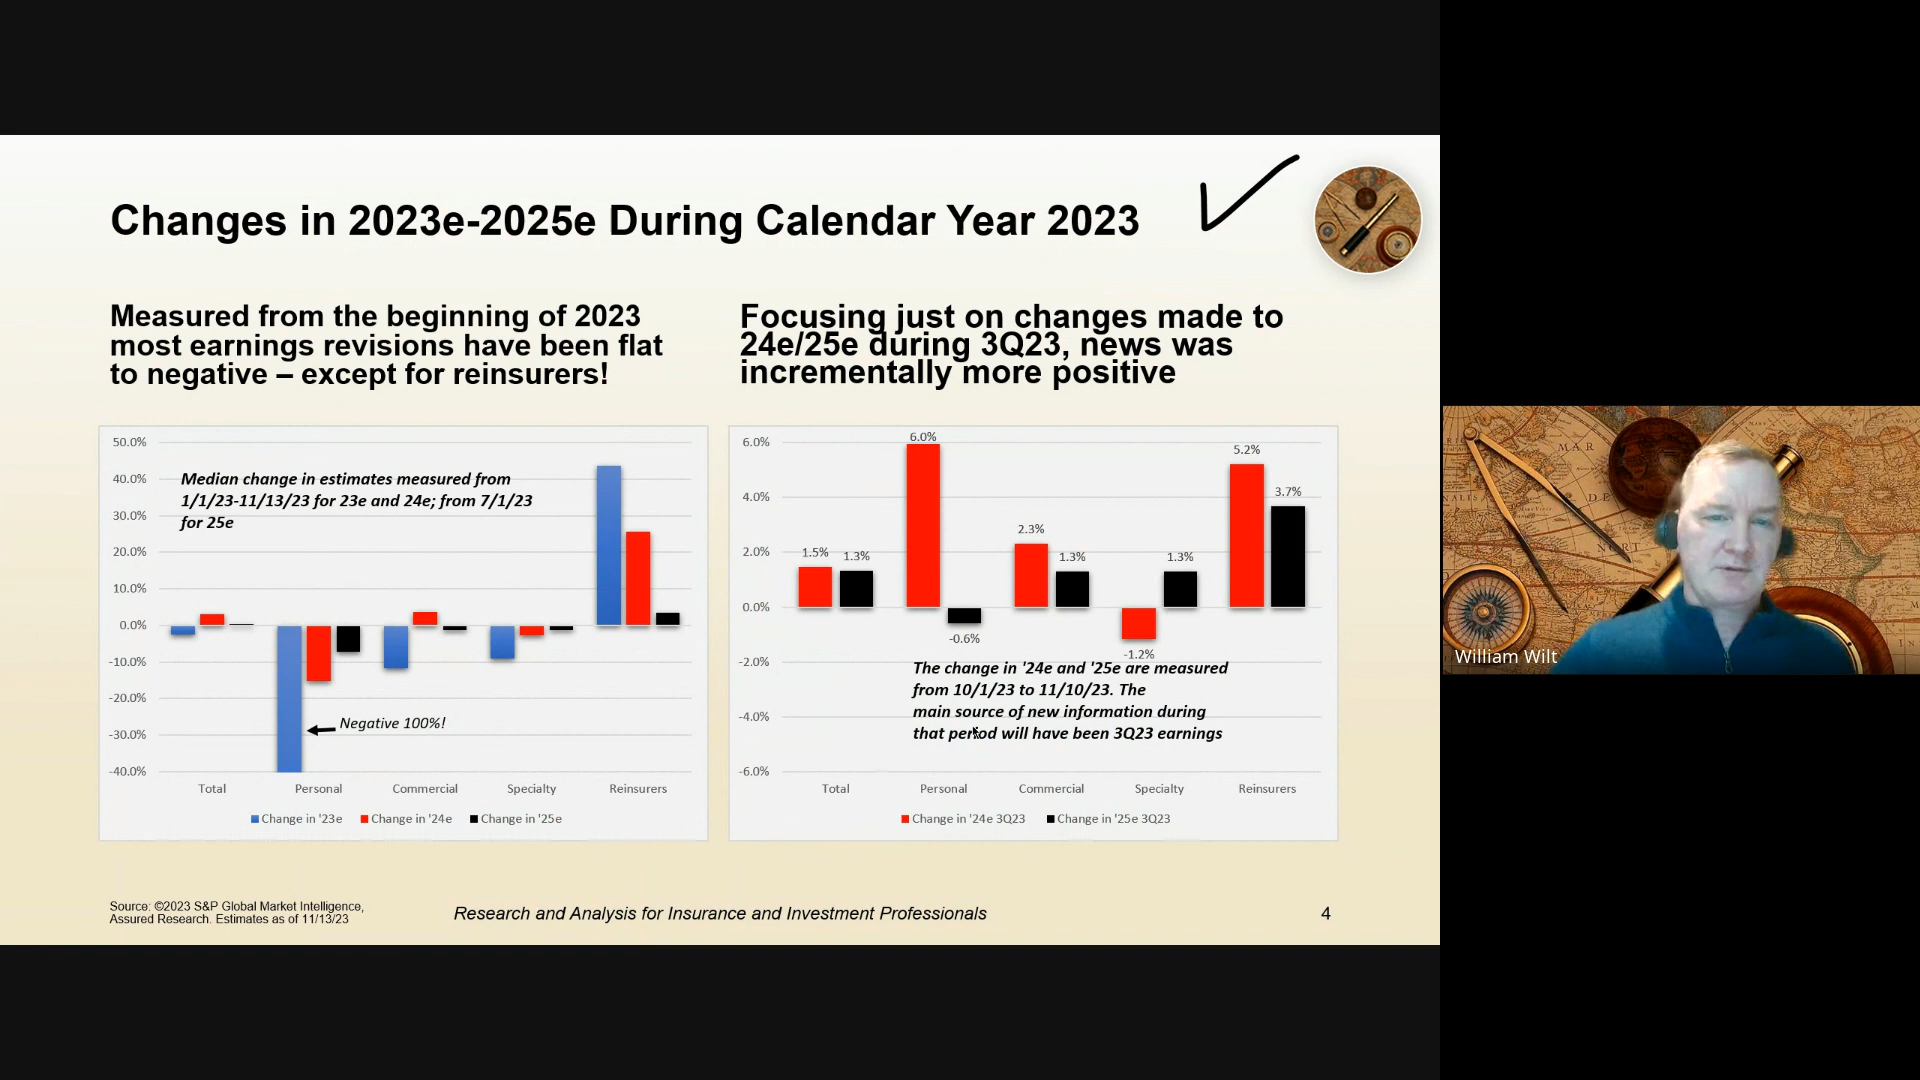 Changes in 2023e-2025e During Calendar Year 2023
Measured from the beginning of 2023
most earnings revisions have been flat
to negative – except for reinsurers!
Focusing just on changes made to
24e/25e during 3Q23, news was
incrementally more positive
50.0%
40.0%
30.0%
20.0%
10.0%
0.0%
-10.0%
-20.0%
-30.0%
-40.0%
Median change in estimates measured from
1/1/23-11/13/23 for 23e and 24e; from 7/1/23
for 25e
Negative 100%!
Total Personal Commercial Specialty Reinsurers
Change in '23e Change in '24e Change in '25e
6.0%
4.0%
2.0%
0.0%
-2.0%
-4.0%
-6.0%
1.5% 1.3%
6.0%
-0.6%
2.3%
1.3%
-1.2%
1.3%
5.2%
3.7%
The change in '24e and '25e are measured
from 10/1/23 to 11/10/23. The
main source of new information during
that period will have been 3Q23 earnings
Total Personal Commercial Specialty Reinsurers
Change in '24e 3Q23 Change in '25e 3Q23
Source: ©2023 S&P Global Market Intelligence,
Assured Research. Estimates as of 11/13/23
Research and Analysis for Insurance and Investment Professionals
4
William Wilt